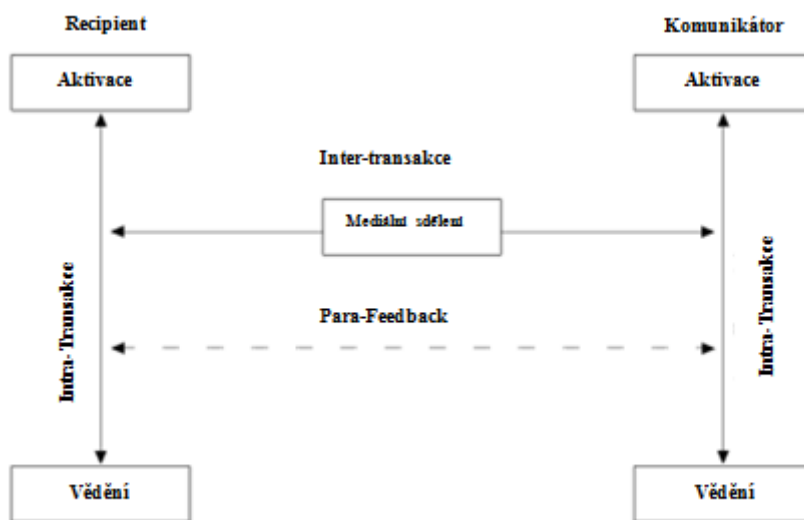 Recipient
Komunikátor
Aktivace
Aktivace
Inter-transakce
Mediální sdělení
Intra-Transakce
Intra-Transakce
Para-Feedback
Vědění
Vědění